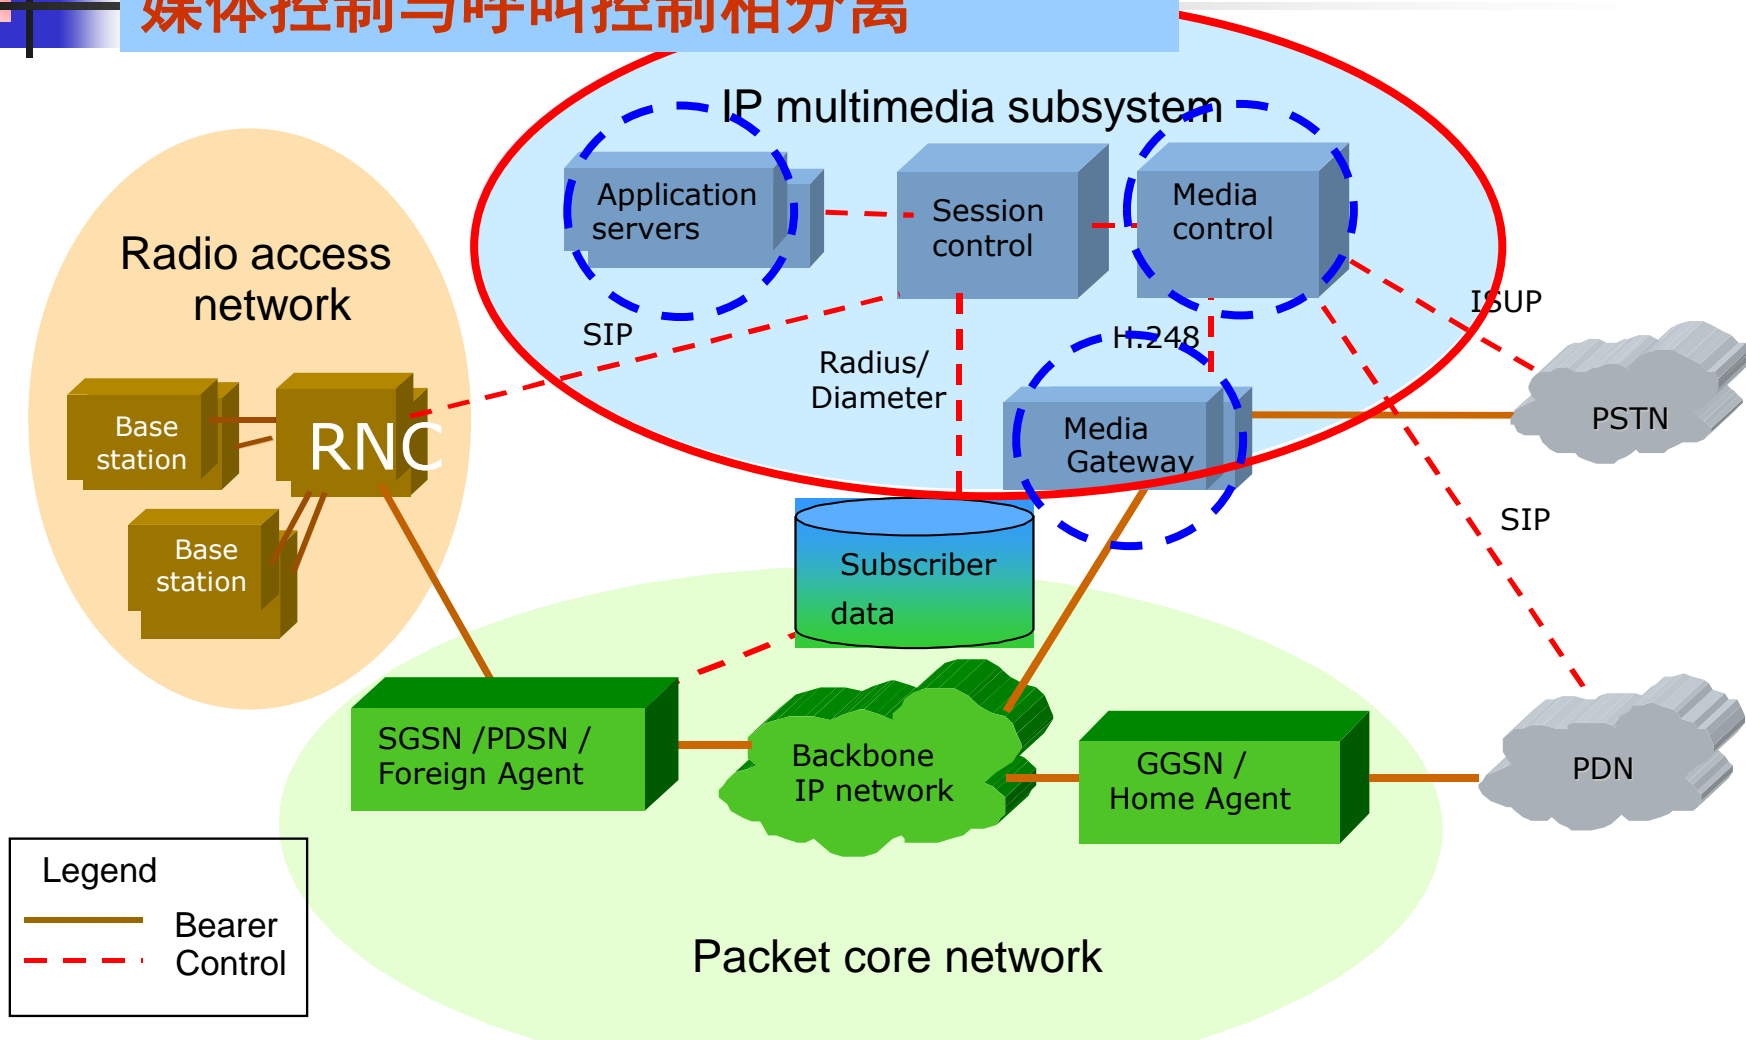 媒体控制与呼叫控制相分离
IP multimedia subsystem
Application
servers
Session
control
Media
control
Radio access
network
SIP
Radius/
Diameter
H.248
ISUP
Media
Gateway
PSTN
Base
station
RNC
Base
station
SIP
Subscriber
data
SGSN /PDSN /
Foreign Agent
Backbone
IP network
GGSN /
Home Agent
PDN
Legend
Bearer
Control
Packet core network